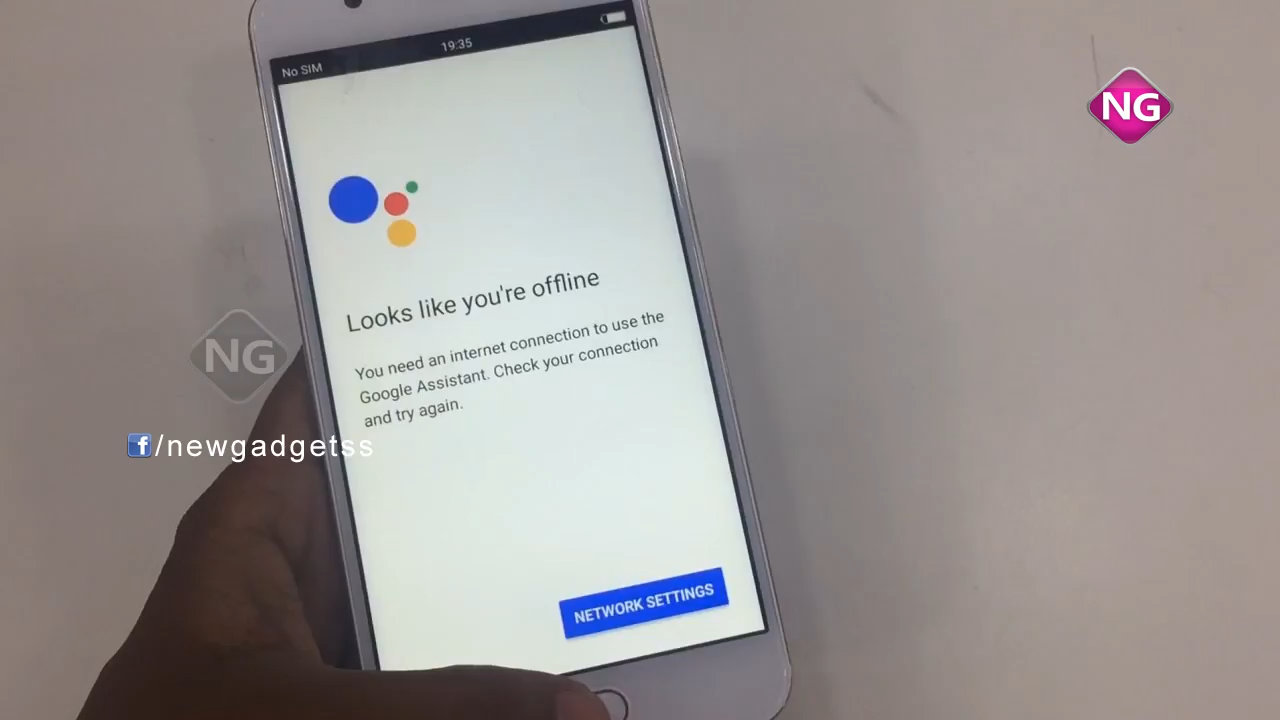 No SIM
19:35
NG
Looks like you're offline
You need an internet connection to use the
Google Assistant. Check your connection
and try again.
NG
f/newgadgetss
NETWORK SETTINGS